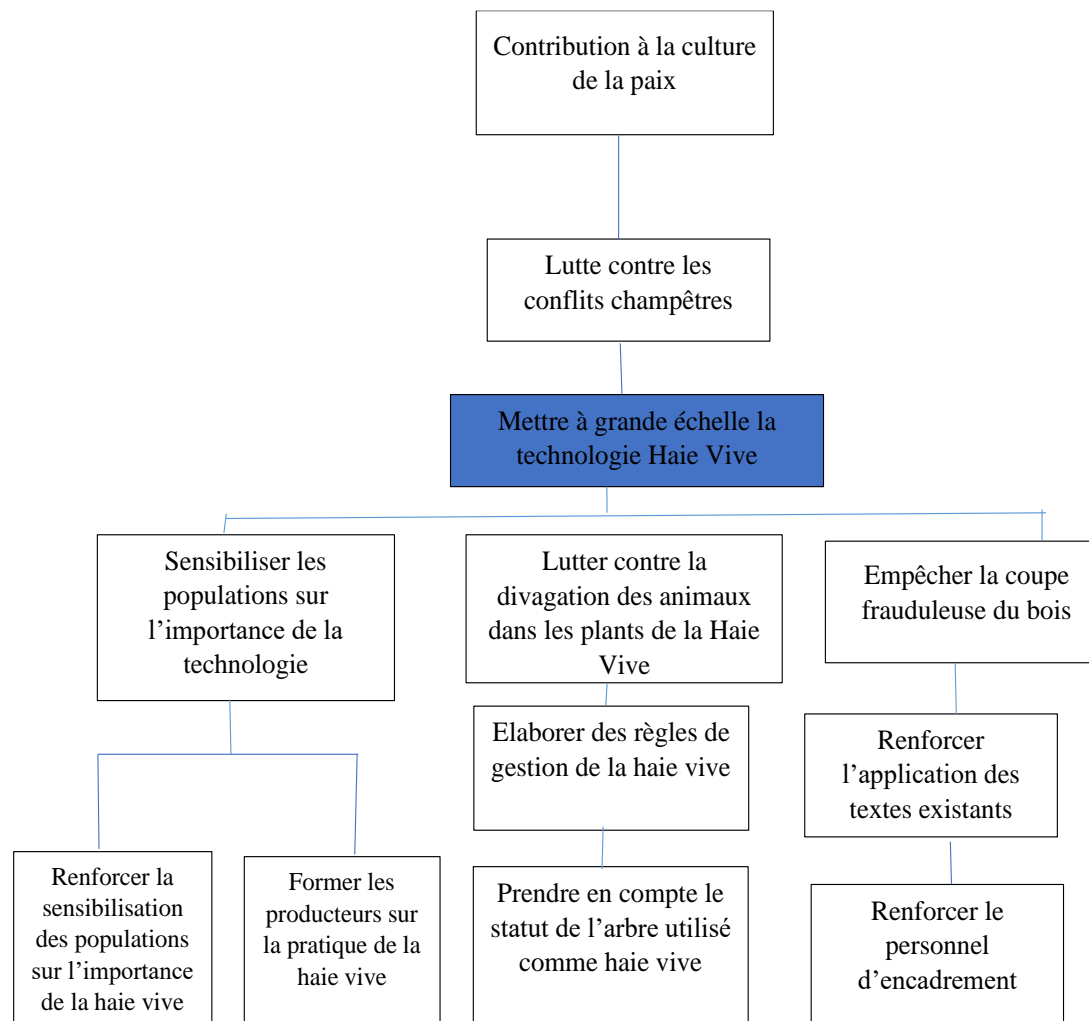 Contribution à la culture
de la paix
Lutte contre les
conflits champêtres
Mettre à grande échelle la
technologie Haie Vive
Sensibiliser les
populations sur
l’importance de la
technologie
Lutter contre la
divagation des animaux
dans les plants de la Haie
Vive
Empêcher la coupe
frauduleuse du bois
Elaborer des règles de
gestion de la haie vive
Renforcer
l’application des
textes existants
Renforcer la
sensibilisation
des populations
sur l’importance
de la haie vive
Former les
producteurs sur
la pratique de la
haie vive
Prendre en compte le
statut de l’arbre utilisé
comme haie vive
Renforcer le
personnel
d’encadrement